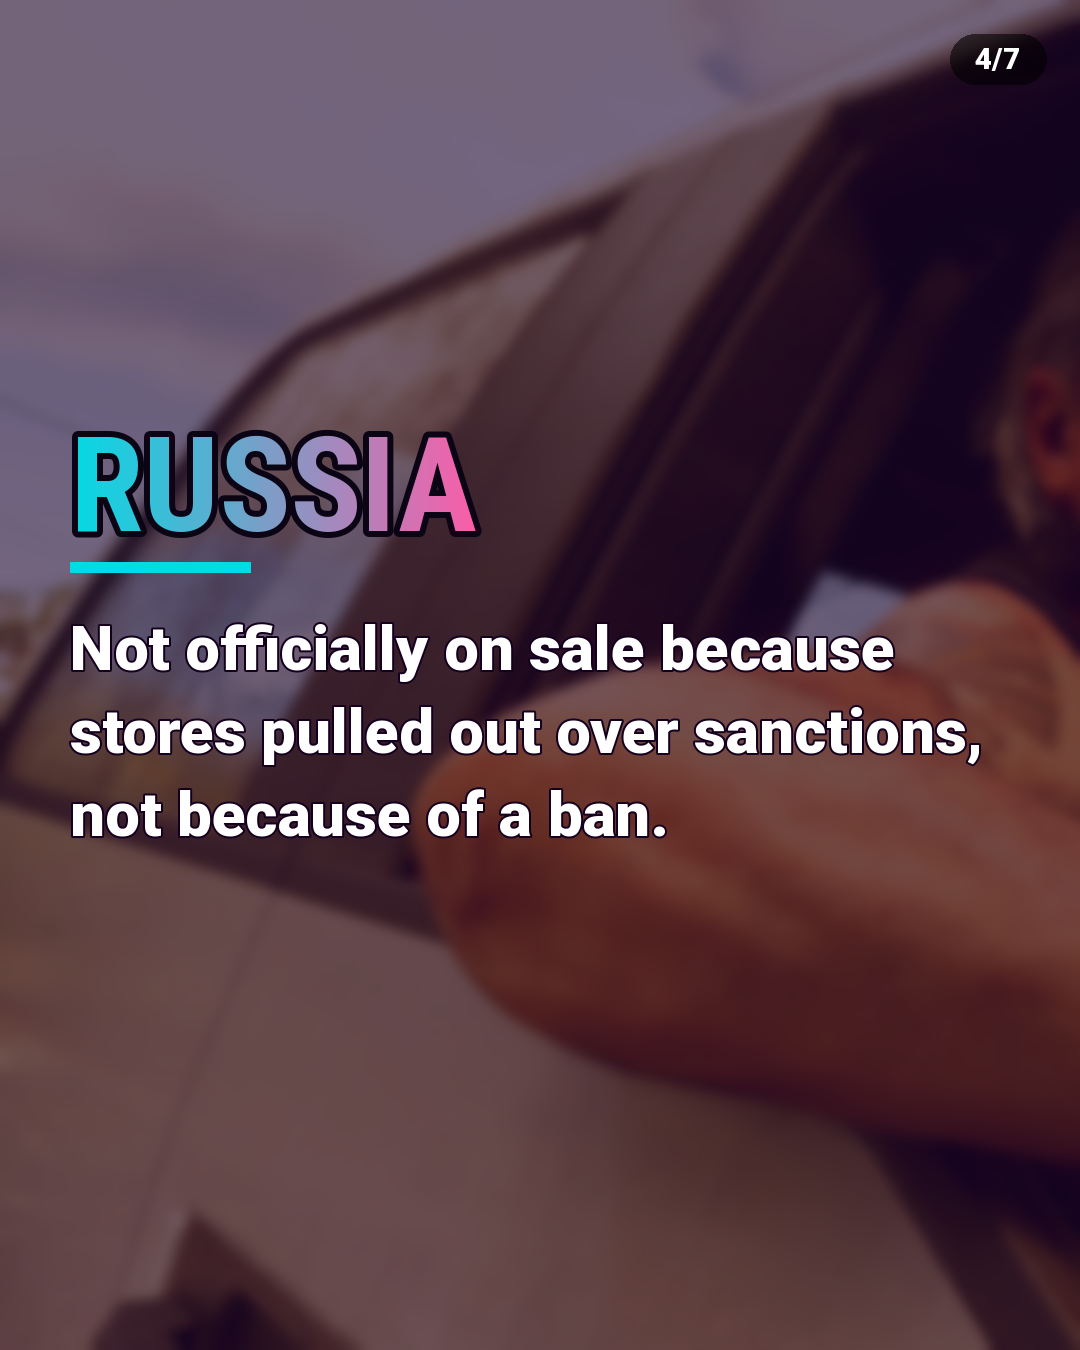 4/7
RUSSIA
Not officially on sale because
stores pulled out over sanctions,
not because of a ban.